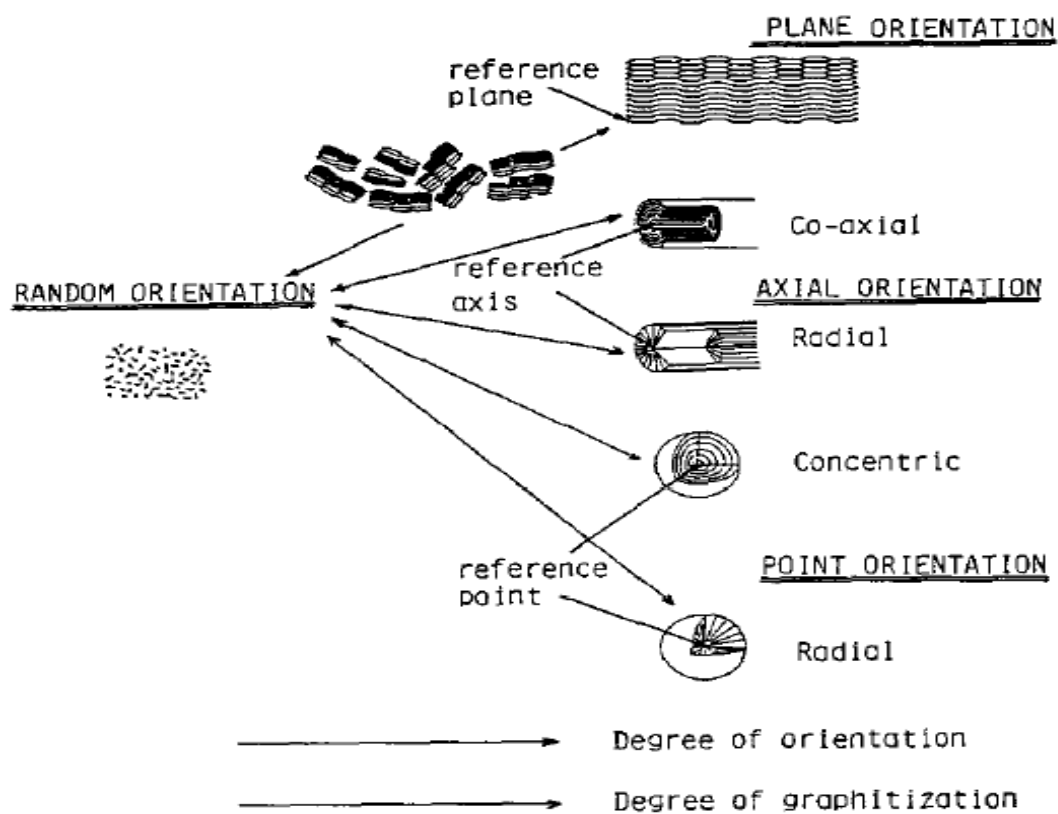 PLANE ORIENTATION
reference
plane
Co-axial
reference
axis
RANDOM ORIENTATION
AXIAL ORIENTATION
Radial
Concentric
reference
point
POINT ORIENTATION
Radial
Degree of orientation
Degree of graphitization